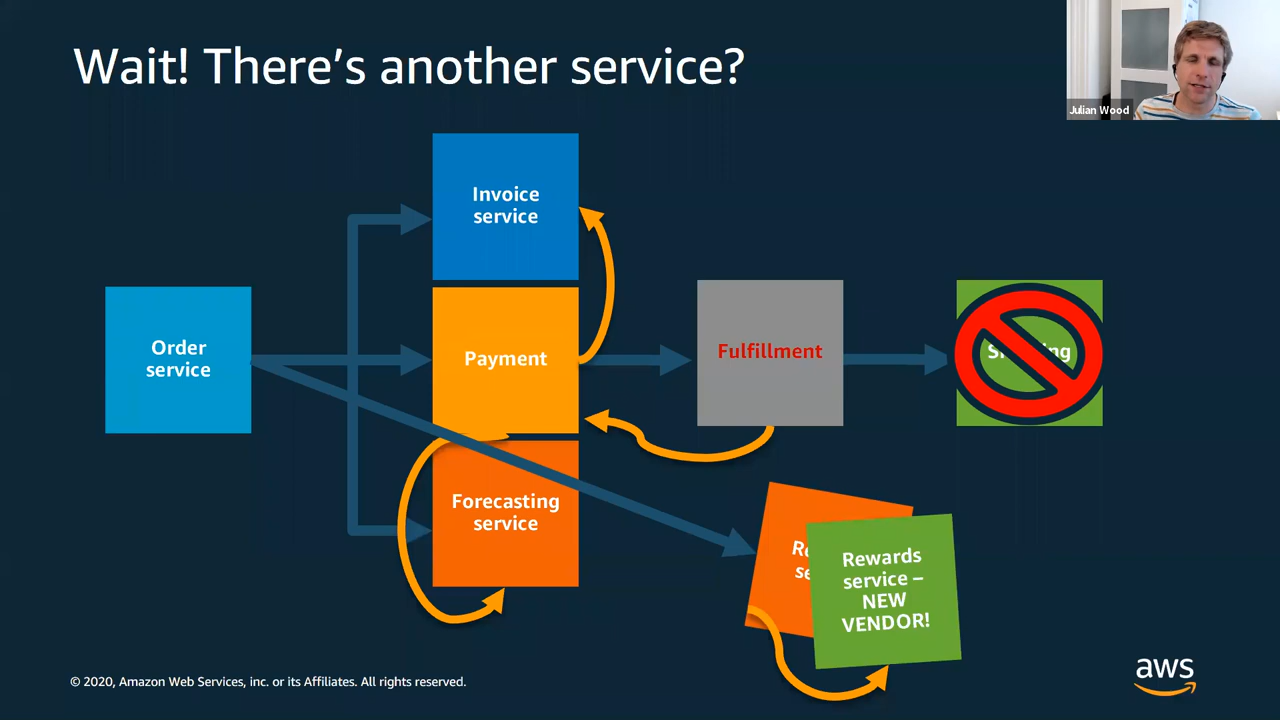 Wait! There's another service?
Julian Wood
Invoice
service
Order
service
Payment
Fulfillment
Forecasting
service
Rewards
service –
NEW
VENDOR!
© 2020, Amazon Web Services, inc. or its Affiliates. All rights reserved.
aws